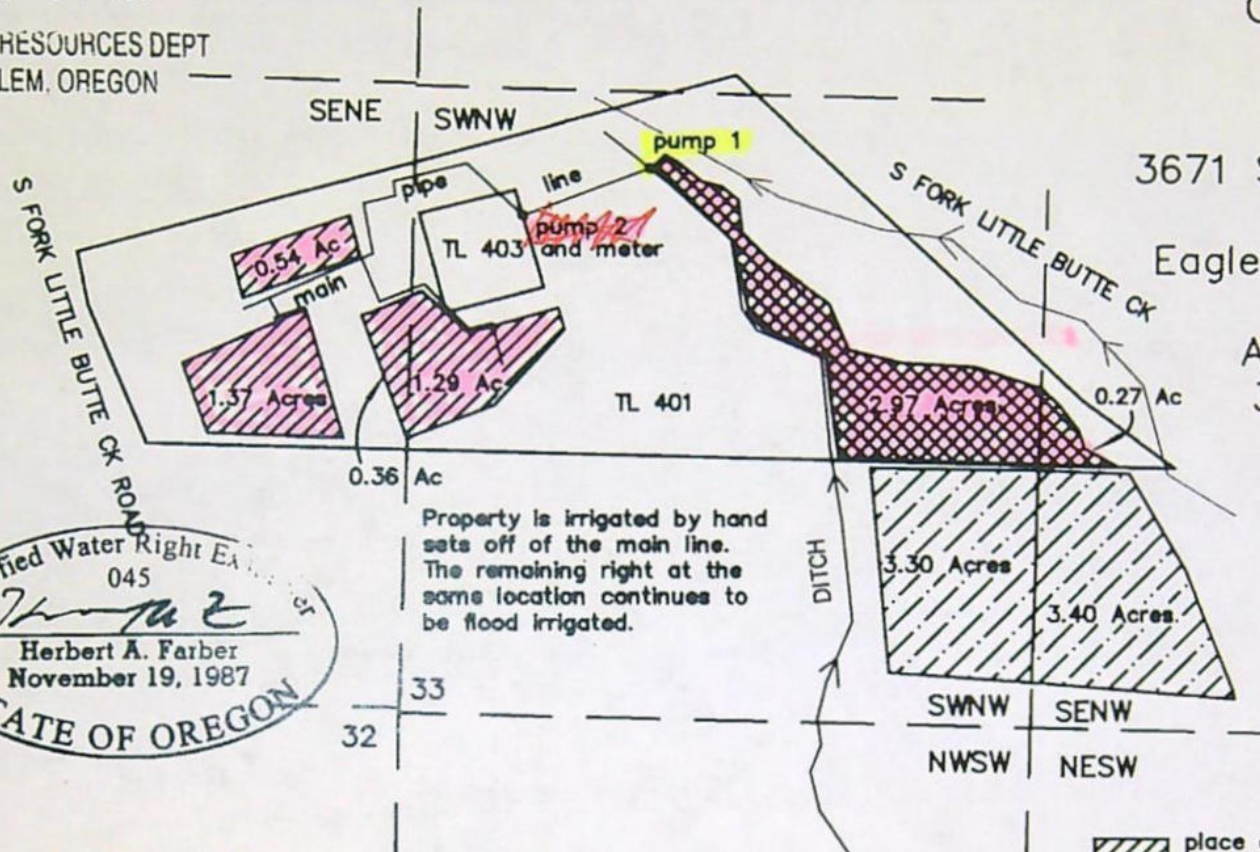 RESOURCES DEPT
LEM, OREGON
SENE
SWNW
pump 1
S FORK LITTLE BUTTE CK
3671
Eagle
pipe
line
pump 2
TL 403 and meter
0.54 Ac
main
S FORK LITTLE BUTTE CK ROAD
1.37 Acres
1.29 Ac
TL 401
2.97 Acres
0.27 Ac
0.36 Ac
Property is irrigated by hand
sets off of the main line.
The remaining right at the
same location continues to
be flood irrigated.
DITCH
3.30 Acres
3.40 Acres
fied Water Right Ex
045
Herbert A. Farber
November 19, 1987
ATE OF OREGON
33
32
SWNW
SENW
NWSW
NESW
place